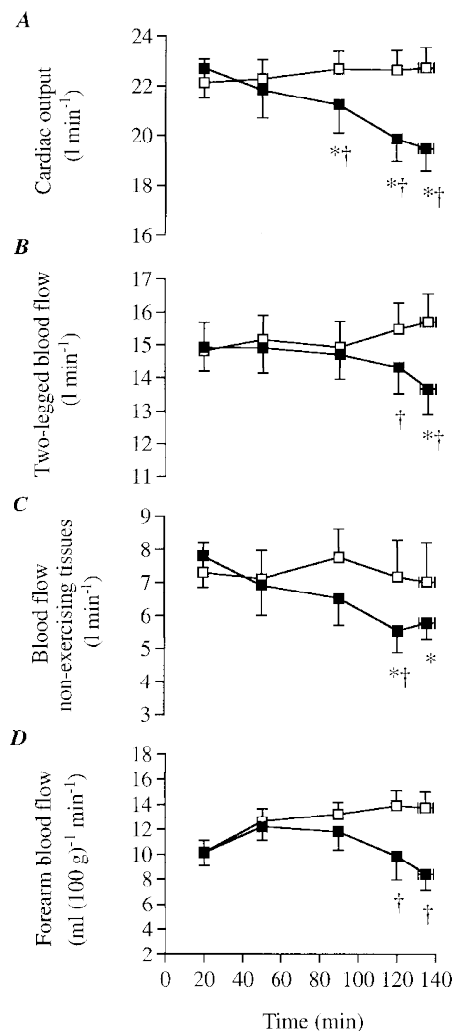 A
Cardiac output
(l min⁻¹)
24
22
20
18
16
*†
*†
*†
B
Two-legged blood flow
(l min⁻¹)
17
16
15
14
13
12
11
†
*†
C
Blood flow
non-exercising tissues
(l min⁻¹)
9
8
7
6
5
4
3
*†
*
D
Forearm blood flow
(ml (100 g)⁻¹ min⁻¹)
18
16
14
12
10
8
6
4
2
†
†
0 20 40 60 80 100 120 140
Time (min)